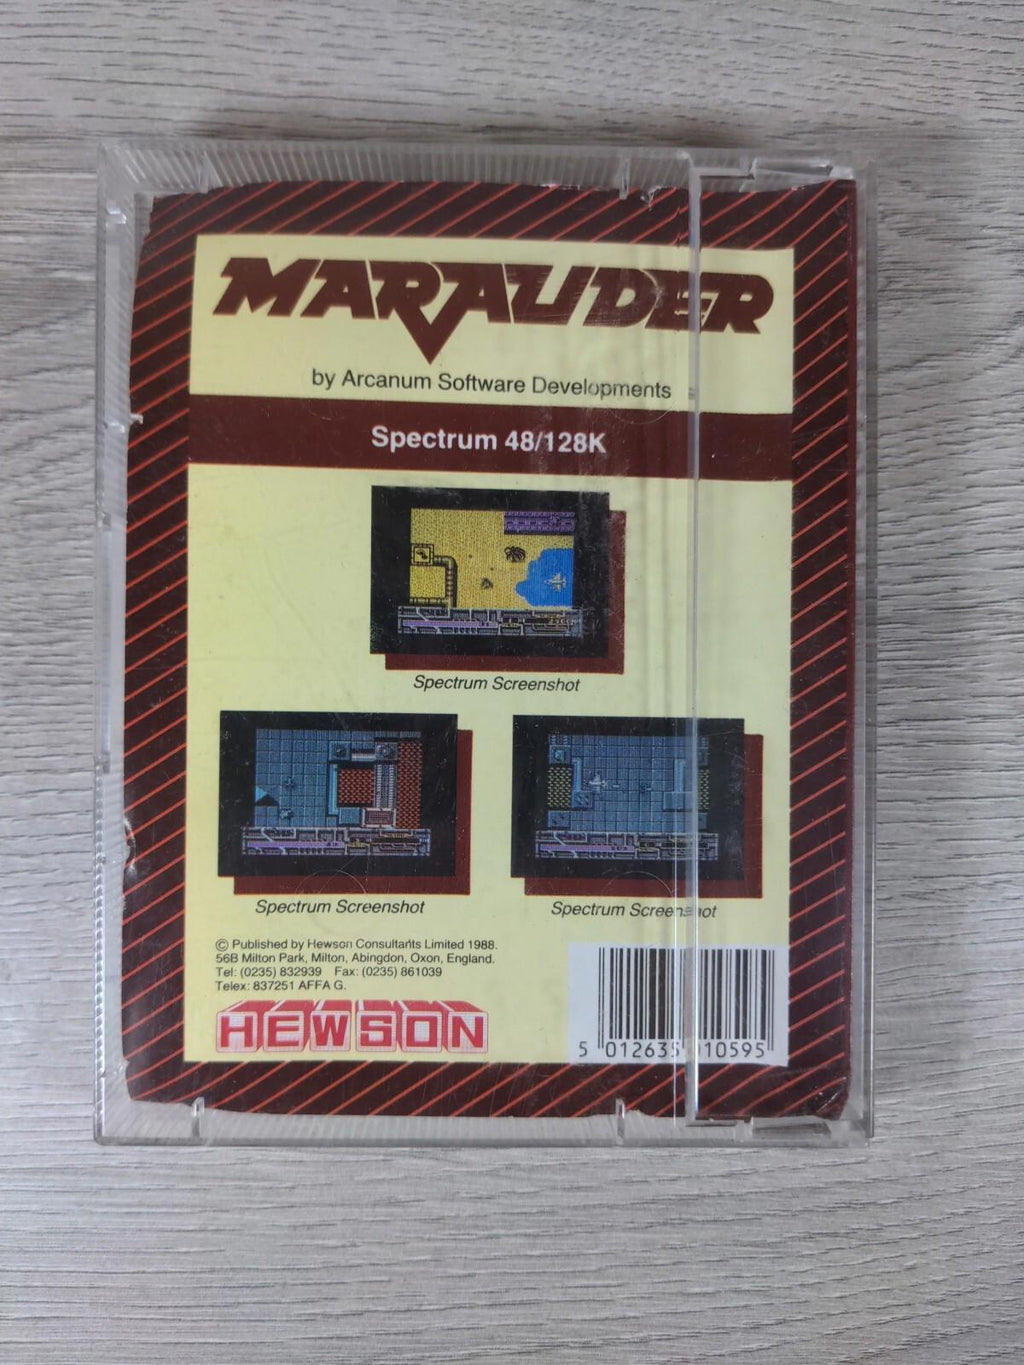 MARAUDER
by Arcanum Software Developments
Spectrum 48/128K
Spectrum Screenshot
Spectrum Screenshot
Spectrum Screenshot
© Published by Hewson Consultants Limited 1988.
56B Milton Park, Milton, Abingdon, Oxon, England.
Tel: (0235) 832939 Fax: (0235) 861039
Telex: 837251 AFFA G.
HEWSON
5 012635 010595